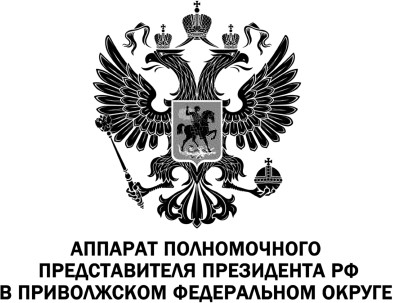 АППАРАТ ПОЛНОМОЧНОГО
ПРЕДСТАВИТЕЛЯ ПРЕЗИДЕНТА РФ
В ПРИВОЛЖСКОМ ФЕДЕРАЛЬНОМ ОКРУГЕ